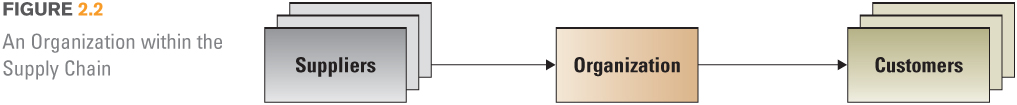 FIGURE 2.2
An Organization within the
Supply Chain
Suppliers
Organization
Customers